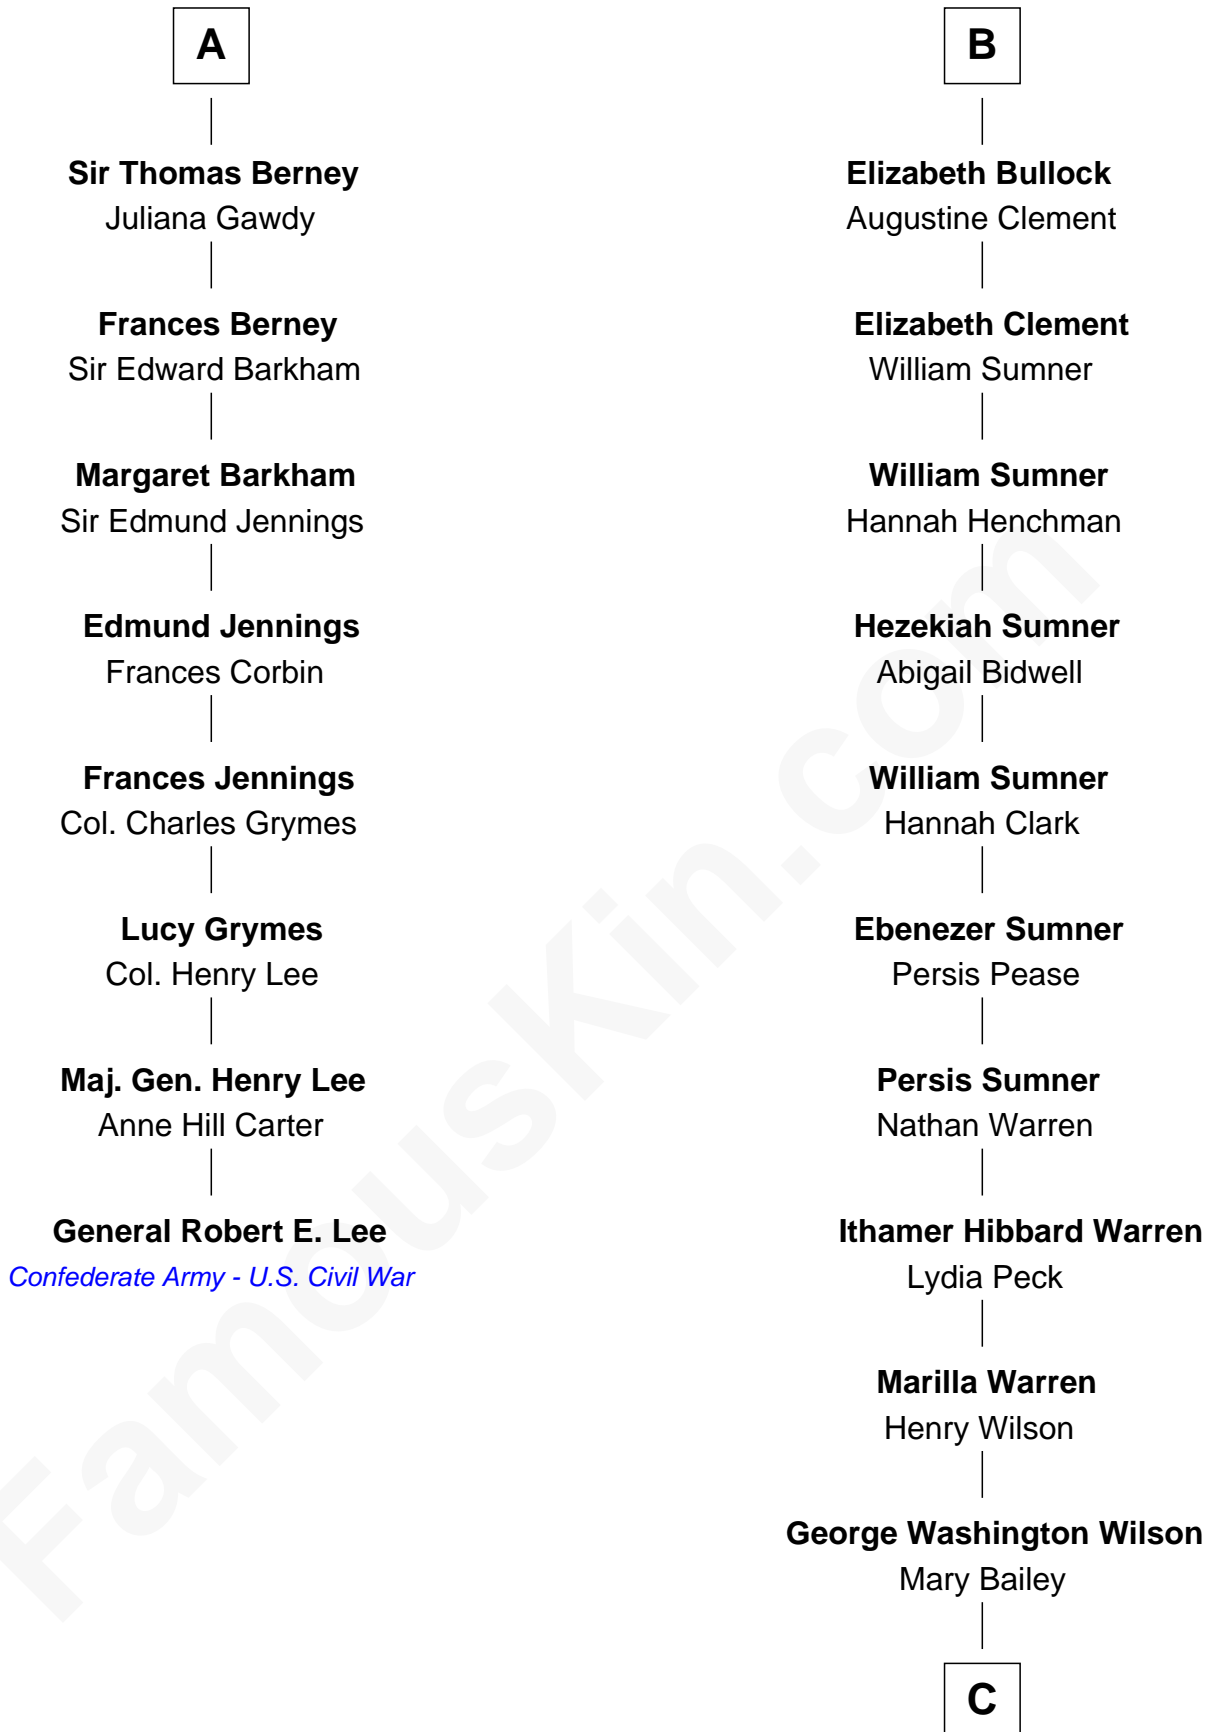 A
Sir Thomas Berney
Juliana Gawdy
Frances Berney
Sir Edward Barkham
Margaret Barkham
Sir Edmund Jennings
Edmund Jennings
Frances Corbin
Frances Jennings
Col. Charles Grymes
Lucy Grymes
Col. Henry Lee
Maj. Gen. Henry Lee
Anne Hill Carter
General Robert E. Lee
Confederate Army - U.S. Civil War
B
Elizabeth Bullock
Augustine Clement
Elizabeth Clement
William Sumner
William Sumner
Hannah Henchman
Hezekiah Sumner
Abigail Bidwell
William Sumner
Hannah Clark
Ebenezer Sumner
Persis Pease
Persis Sumner
Nathan Warren
Ithamer Hibbard Warren
Lydia Peck
Marilla Warren
Henry Wilson
George Washington Wilson
Mary Bailey
C
FamousKin.com